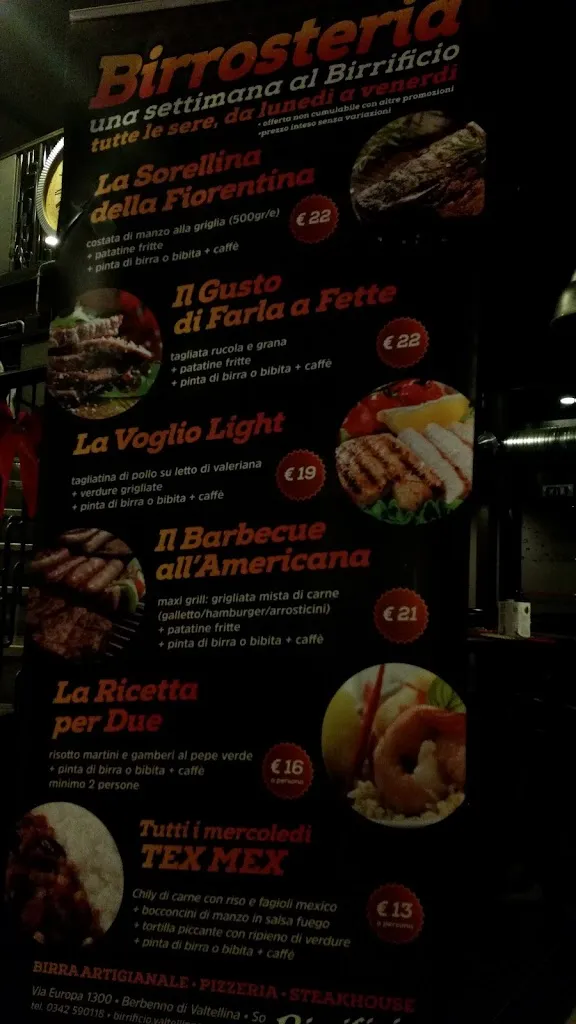 Birrosteria
una settimana al Birrificio
tutte le sere, da lunedì a venerdì
• offerta non cumulabile con altre promozioni
• prezzo inteso senza variazioni
La Sorellina
della Fiorentina
costata di manzo alla griglia (500gr/e)
+ patatine fritte
+ pinta di birra o bibita + caffè
€ 22
Il Gusto
di Farla a Fette
tagliata rucola e grana
+ patatine fritte
+ pinta di birra o bibita + caffè
€ 22
La Voglio Light
tagliatina di pollo su letto di valeriana
+ verdure grigliate
+ pinta di birra o bibita + caffè
€ 19
Il Barbecue
all'Americana
maxi grill: grigliata mista di carne
(galletto/hamburger/arrosticini)
+ patatine fritte
+ pinta di birra o bibita + caffè
€ 21
La Ricetta
per Due
risotto martini e gamberi al pepe verde
+ pinta di birra o bibita + caffè
minimo 2 persone
€ 16
a persona
Tutti i mercoledì
TEX MEX
Chily di carne con riso e fagioli mexico
+ bocconcini di manzo in salsa fuego
+ tortilla piccante con ripieno di verdure
+ pinta di birra o bibita + caffè
€ 13
a persona
BIRRA ARTIGIANALE • PIZZERIA • STEAKHOUSE
Via Europa 1300 • Berbenno di Valtellina • So
tel. 0342 590118 • birrificio.valtellin
Birrifici